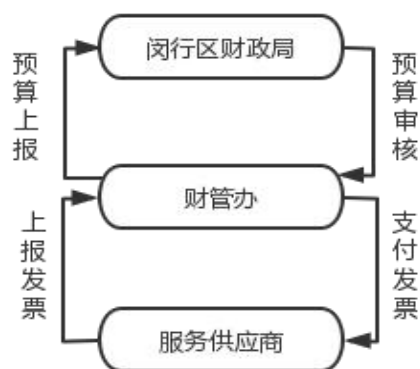 闵行区财政局
预算上报
预算审核
财管办
上报发票
支付发票
服务供应商